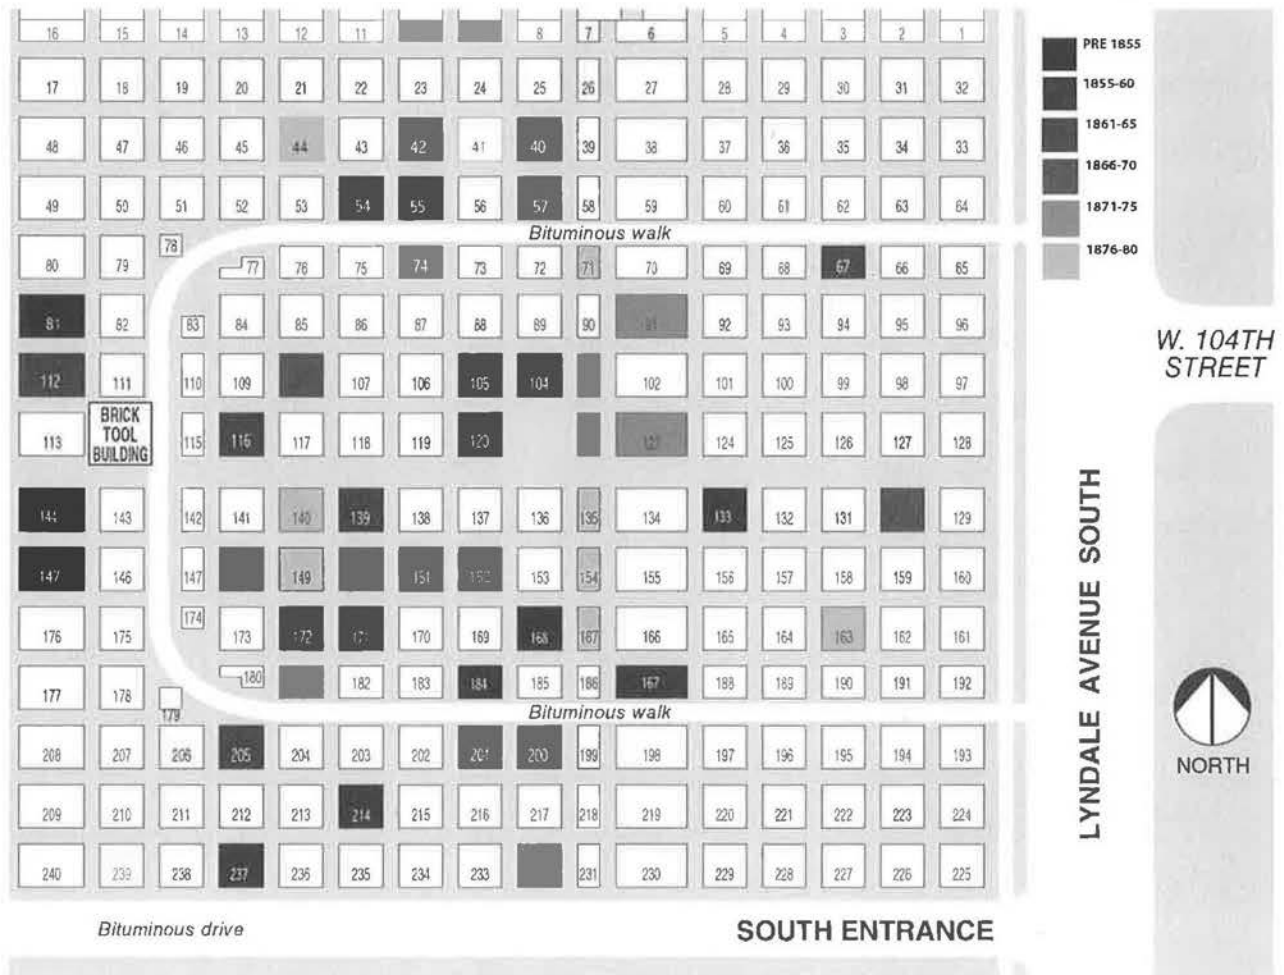 16 15 14 13 12 11 8 7 6 5 4 3 2 1
17 18 19 20 21 22 23 24 25 26 27 28 29 30 31 32
48 47 46 45 44 43 42 41 40 39 38 37 36 35 34 33
49 50 51 52 53 54 55 56 57 58 59 60 61 62 63 64
Bituminous walk
78
80 79 77 76 75 74 73 72 71 70 69 68 67 66 65
81 82 83 84 85 86 87 88 89 90 91 92 93 94 95 96
112 111 110 109 107 106 105 104 102 101 100 99 98 97
BRICK
TOOL
BUILDING
113 115 116 117 118 119 120 124 125 126 127 128
143 142 141 140 139 138 137 136 135 134 133 132 131 129
147 146 147 149 151 152 153 154 155 156 157 158 159 160
176 175 174 173 172 171 170 169 168 187 166 165 164 163 162 161
177 178 180 182 183 184 185 186 167 188 189 190 191 192
179
Bituminous walk
208 207 206 205 204 203 202 201 200 199 198 197 196 195 194 193
209 210 211 212 213 214 215 216 217 218 219 220 221 222 223 224
240 239 238 237 236 235 234 233 231 230 229 228 227 226 225
Bituminous drive
SOUTH ENTRANCE
PRE 1855
1855-60
1861-65
1866-70
1871-75
1876-80
LYNDALE AVENUE SOUTH
W. 104TH
STREET
NORTH